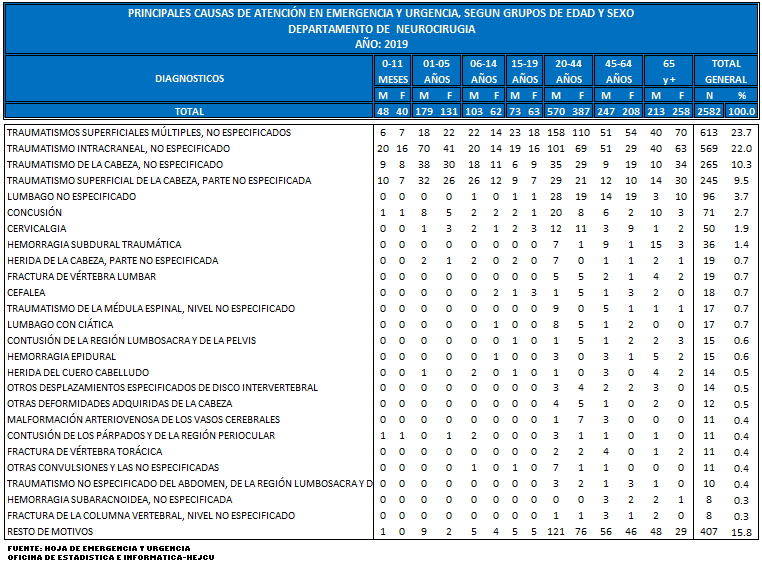 PRINCIPALES CAUSAS DE ATENCIÓN EN EMERGENCIA Y URGENCIA, SEGUN GRUPOS DE EDAD Y SEXO
DEPARTAMENTO DE NEUROCIRUGIA
AÑO: 2019
DIAGNOSTICOS 0-11 MESES 01-05 AÑOS 06-14 AÑOS 15-19 AÑOS 20-44 AÑOS 45-64 AÑOS 65 y + TOTAL GENERAL
M F M F M F M F M F M F M F N %
TOTAL 48 40 179 131 103 62 73 63 570 387 247 208 213 258 2582 100.0
TRAUMATISMOS SUPERFICIALES MÚLTIPLES, NO ESPECIFICADOS 6 7 18 22 22 14 23 18 158 110 51 54 40 70 613 23.7
TRAUMATISMO INTRACRANEAL, NO ESPECIFICADO 20 16 70 41 20 14 19 16 101 69 51 29 40 63 569 22.0
TRAUMATISMO DE LA CABEZA, NO ESPECIFICADO 9 8 38 30 18 11 6 9 35 29 9 19 10 34 265 10.3
TRAUMATISMO SUPERFICIAL DE LA CABEZA, PARTE NO ESPECIFICADA 10 7 32 26 26 12 9 7 29 21 12 10 14 30 245 9.5
LUMBAGO NO ESPECIFICADO 0 0 0 0 1 0 1 1 28 19 14 19 3 10 96 3.7
CONCUSIÓN 1 1 8 5 2 2 2 1 20 8 6 2 10 3 71 2.7
CERVICALGIA 0 0 1 3 2 1 2 3 12 11 3 9 1 2 50 1.9
HEMORRAGIA SUBDURAL TRAUMÁTICA 0 0 0 0 0 0 0 0 7 1 9 1 15 3 36 1.4
HERIDA DE LA CABEZA, PARTE NO ESPECIFICADA 0 0 2 1 2 0 2 0 7 0 1 1 2 1 19 0.7
FRACTURA DE VÉRTEBRA LUMBAR 0 0 0 0 0 0 0 0 5 5 2 1 4 2 19 0.7
CEFALEA 0 0 0 0 0 2 1 3 1 5 1 3 2 0 18 0.7
TRAUMATISMO DE LA MÉDULA ESPINAL, NIVEL NO ESPECIFICADO 0 0 0 0 0 0 0 0 9 0 5 1 1 1 17 0.7
LUMBAGO CON CIÁTICA 0 0 0 0 0 1 0 0 8 5 1 2 0 0 17 0.7
CONTUSIÓN DE LA REGIÓN LUMBOSACRA Y DE LA PELVIS 0 0 0 0 0 0 0 1 1 5 1 2 2 3 15 0.6
HEMORRAGIA EPIDURAL 0 0 0 0 0 1 0 0 3 0 3 1 5 2 15 0.6
HERIDA DEL CUERO CABELLUDO 0 0 1 0 2 0 1 0 1 0 3 0 4 2 14 0.5
OTROS DESPLAZAMIENTOS ESPECIFICADOS DE DISCO INTERVERTEBRAL 0 0 0 0 0 0 0 0 3 4 2 2 3 0 14 0.5
OTRAS DEFORMIDADES ADQUIRIDAS DE LA CABEZA 0 0 0 0 0 0 0 0 4 5 1 0 2 0 12 0.5
MALFORMACIÓN ARTERIOVENOSA DE LOS VASOS CEREBRALES 0 0 0 0 0 0 0 0 1 7 3 0 0 0 11 0.4
CONTUSIÓN DE LOS PÁRPADOS Y DE LA REGIÓN PERIOCULAR 1 1 0 1 2 0 0 0 3 1 1 0 1 0 11 0.4
FRACTURA DE VÉRTEBRA TORÁCICA 0 0 0 0 0 0 0 0 2 2 4 0 1 2 11 0.4
OTRAS CONVULSIONES Y LAS NO ESPECIFICADAS 0 0 0 0 1 0 1 0 7 1 1 0 0 0 11 0.4
TRAUMATISMO NO ESPECIFICADO DEL ABDOMEN, DE LA REGIÓN LUMBOSACRA Y D 0 0 0 0 0 0 0 0 3 2 1 3 1 0 10 0.4
HEMORRAGIA SUBARACNOIDEA, NO ESPECIFICADA 0 0 0 0 0 0 0 0 0 0 3 2 2 1 8 0.3
FRACTURA DE LA COLUMNA VERTEBRAL, NIVEL NO ESPECIFICADO 0 0 0 0 0 0 0 0 1 1 3 1 2 0 8 0.3
RESTO DE MOTIVOS 1 0 9 2 5 4 5 5 121 76 56 46 48 29 407 15.8
FUENTE: HOJA DE EMERGENCIA Y URGENCIA
OFICINA DE ESTADISTICA E INFORMATICA-HEJCU